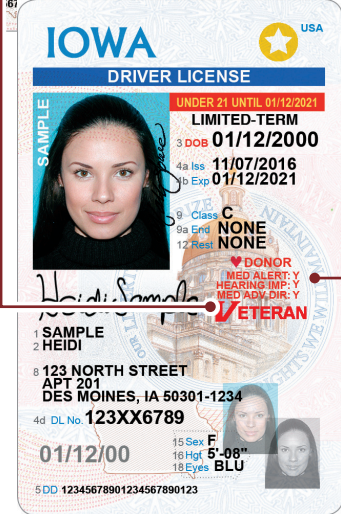 IOWA
USA
DRIVER LICENSE
SAMPLE
UNDER 21 UNTIL 01/12/2021
LIMITED-TERM
3 DOB 01/12/2000
4a Iss 11/07/2016
4b Exp 01/12/2021
9 Class C
9a End NONE
12 Rest NONE
DONOR
MED ALERT: Y
HEARING IMP: Y
MED ADV DIR: Y
VETERAN
Heidi Sample
1 SAMPLE
2 HEIDI
8 123 NORTH STREET
APT 201
DES MOINES, IA 50301-1234
4d DL No. 123XX6789
15 Sex F
16 Hgt 5'-08"
18 Eyes BLU
01/12/00
5 DD 12345678901234567890123